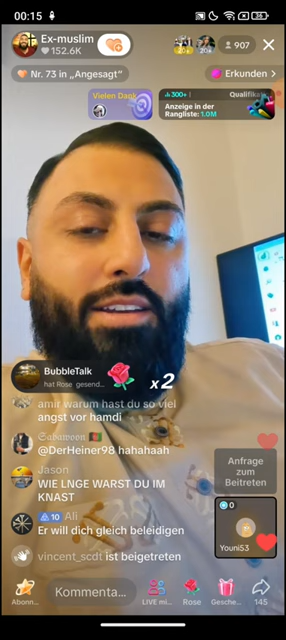 00:15
36
Ex-muslim
152.6K
907
Nr. 73 in „Angesagt"
Erkunden >
Vielen Dank
300+
Anzeige in der
Rangliste: 1.0M
BubbleTalk
hat Rose gesend...
x2
amir warum hast du so viel
angst vor hamdi
@DerHeiner98 hahahaah
Jason
WIE LNGE WARST DU IM
KNAST
10 Ali
Er will dich gleich beleidigen
vincent_scdt ist beigetreten
Anfrage
zum
Beitreten
0
Youni53
Abonn...
Kommenta...
LIVE mi...
Rose
Gesche...
145